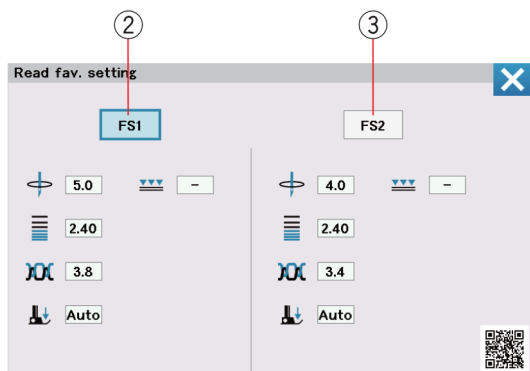 ② ③
Read fav. setting
FS1 FS2
5.0 - 4.0 -
2.40 2.40
3.8 3.4
Auto Auto